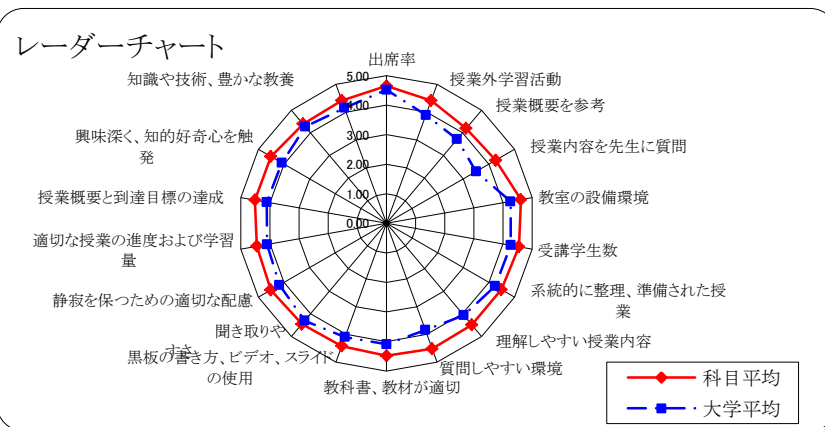 レーダーチャート
出席率
授業外学習活動
授業概要を参考
授業内容を先生に質問
教室の設備環境
受講学生数
系統的に整理、準備された授
業
理解しやすい授業内容
質問しやすい環境
教科書、教材が適切
黒板の書き方、ビデオ、スライド
の使用
聞き取りや
すさ
静寂を保つための適切な配慮
適切な授業の進度および学習
量
授業概要と到達目標の達成
興味深く、知的好奇心を触
発
知識や技術、豊かな教養
5.00
4.00
3.00
2.00
1.00
0.00
科目平均
大学平均